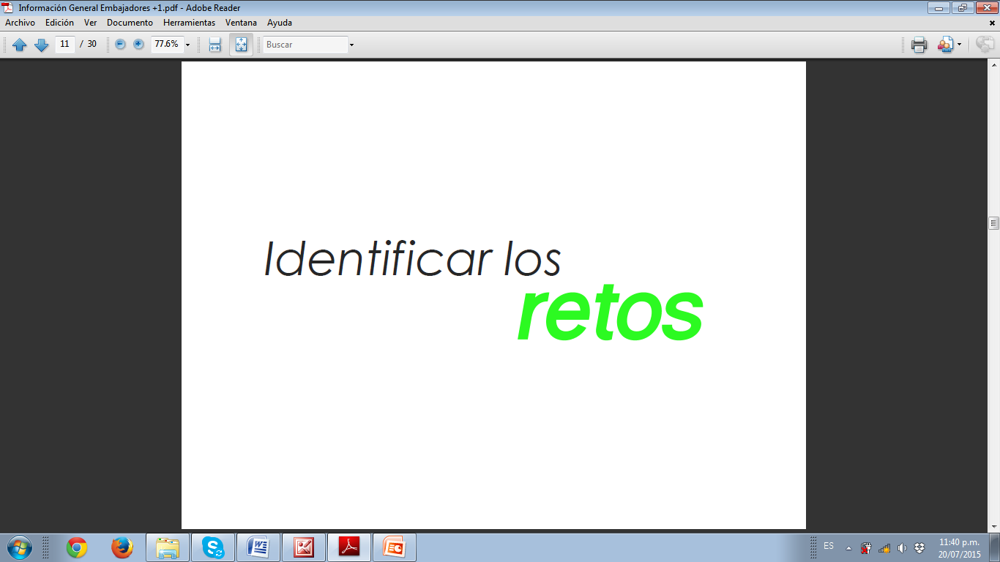 Información General Embajadores +1.pdf - Adobe Reader
Archivo Edición Ver Documento Herramientas Ventana Ayuda
11 / 30 77.6% Buscar
Identificar los
retos
ES 11:40 p.m.
20/07/2015